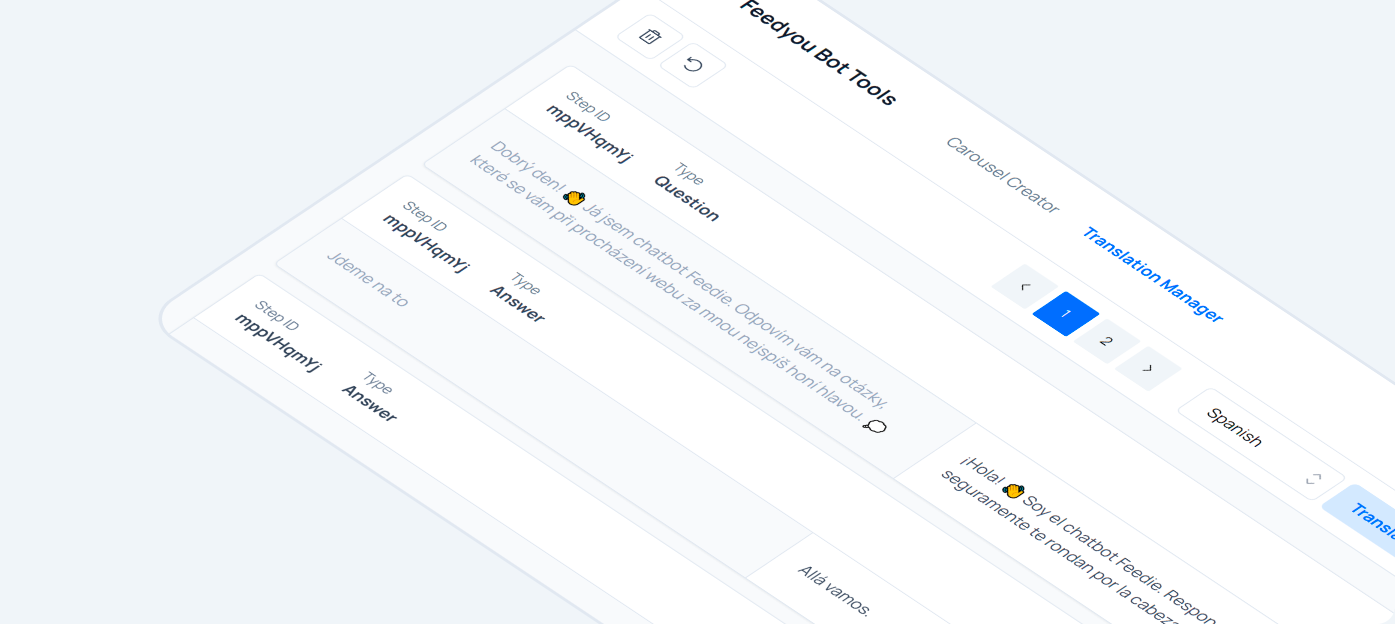 Feedyou Bot Tools
Carousel Creator
Translation Manager
1
2
Spanish
Step ID
mppVHqmYj
Type
Question
Dobrý den! 👋 Já jsem chatbot Feedie. Odpovím vám na otázky,
které se vám při procházení webu za mnou nejspíš honí hlavou. 💭
¡Hola! 👋 Soy el chatbot Feedie.
seguramente te rondan por la
Step ID
mppVHqmYj
Type
Answer
Jdeme na to
Allá vamos.
Step ID
mppVHqmYj
Type
Answer